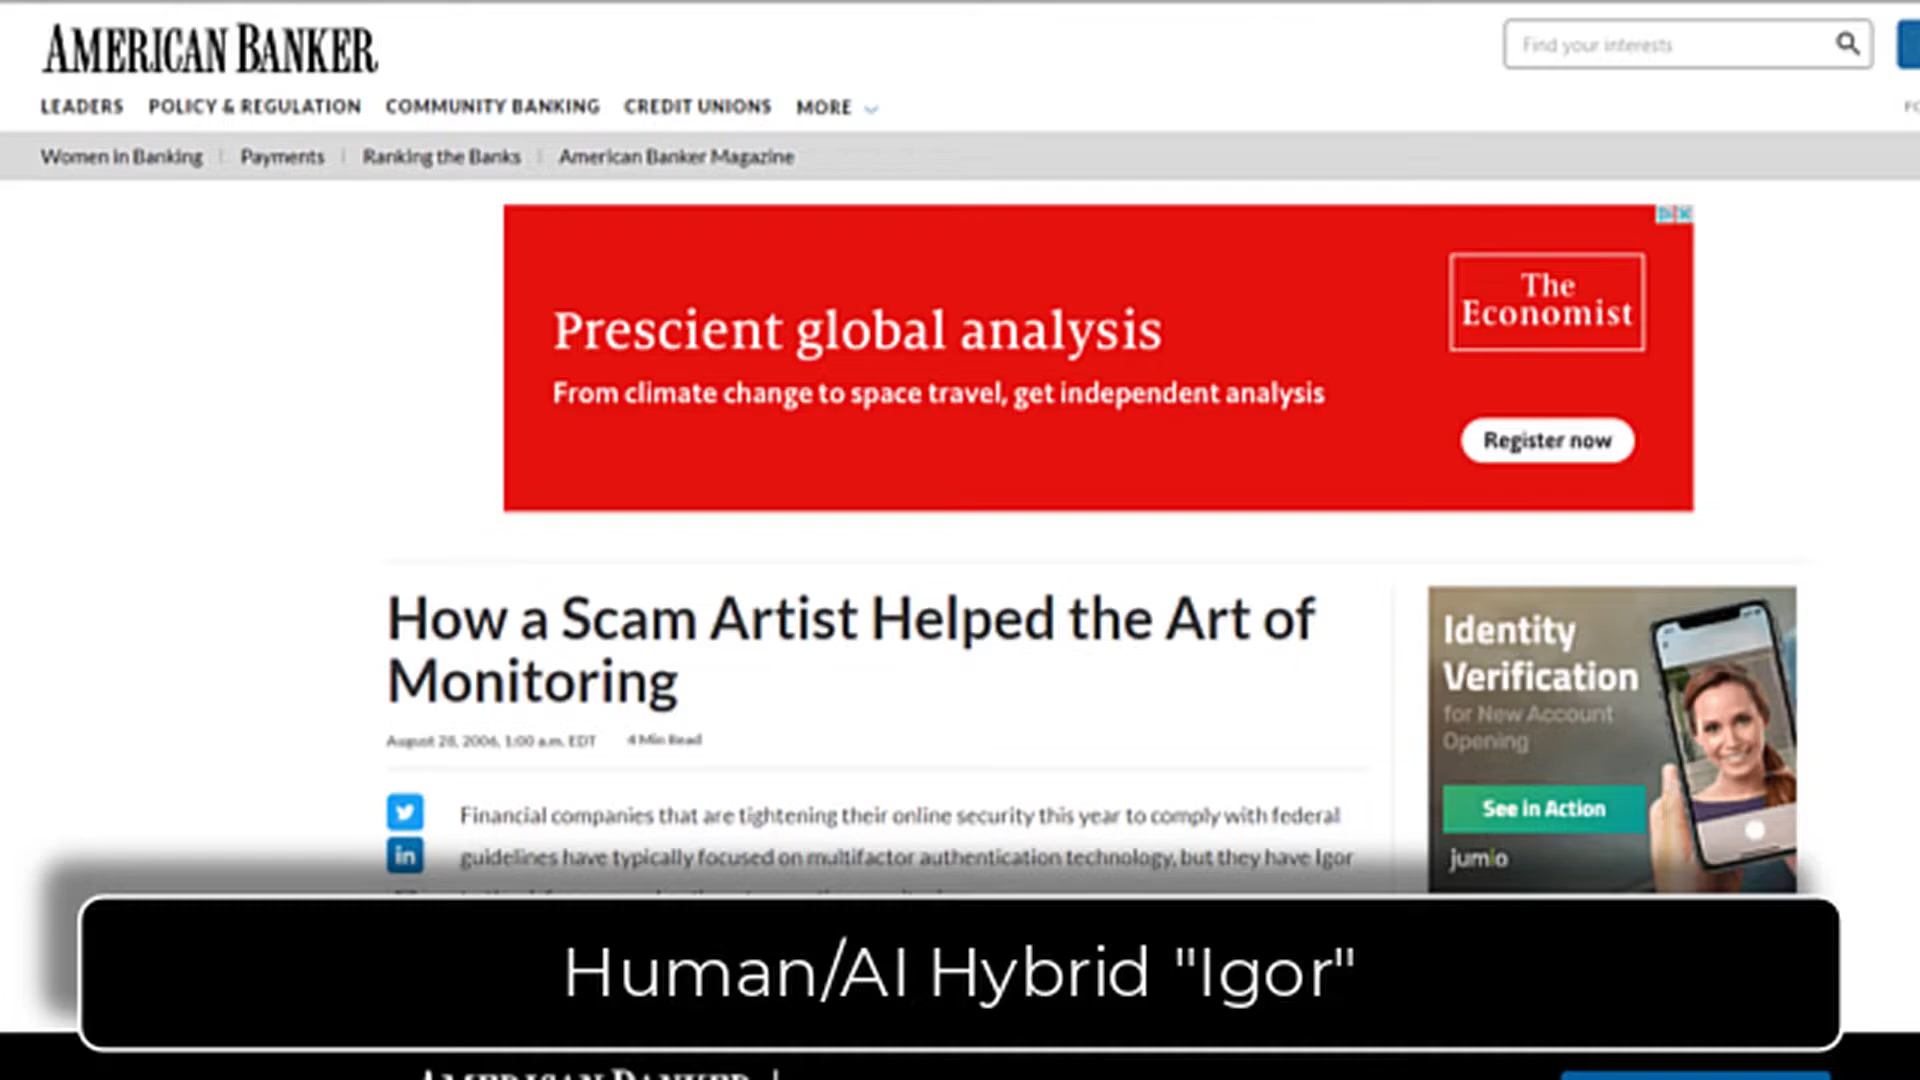 AMERICAN BANKER
Find your interests
LEADERS POLICY & REGULATION COMMUNITY BANKING CREDIT UNIONS MORE
FO
Women in Banking Payments Ranking the Banks American Banker Magazine
Prescient global analysis
From climate change to space travel, get independent analysis
The
Economist
Register now
How a Scam Artist Helped the Art of
Monitoring
August 28, 2006, 1:00 a.m. EDT 4 Min Read
Financial companies that are tightening their online security this year to comply with federal
guidelines have typically focused on multifactor authentication technology, but they have Igor
Identity
Verification
for New Account
Opening
See in Action
jumio
Human/AI Hybrid "Igor"
AMERICAN BANKER